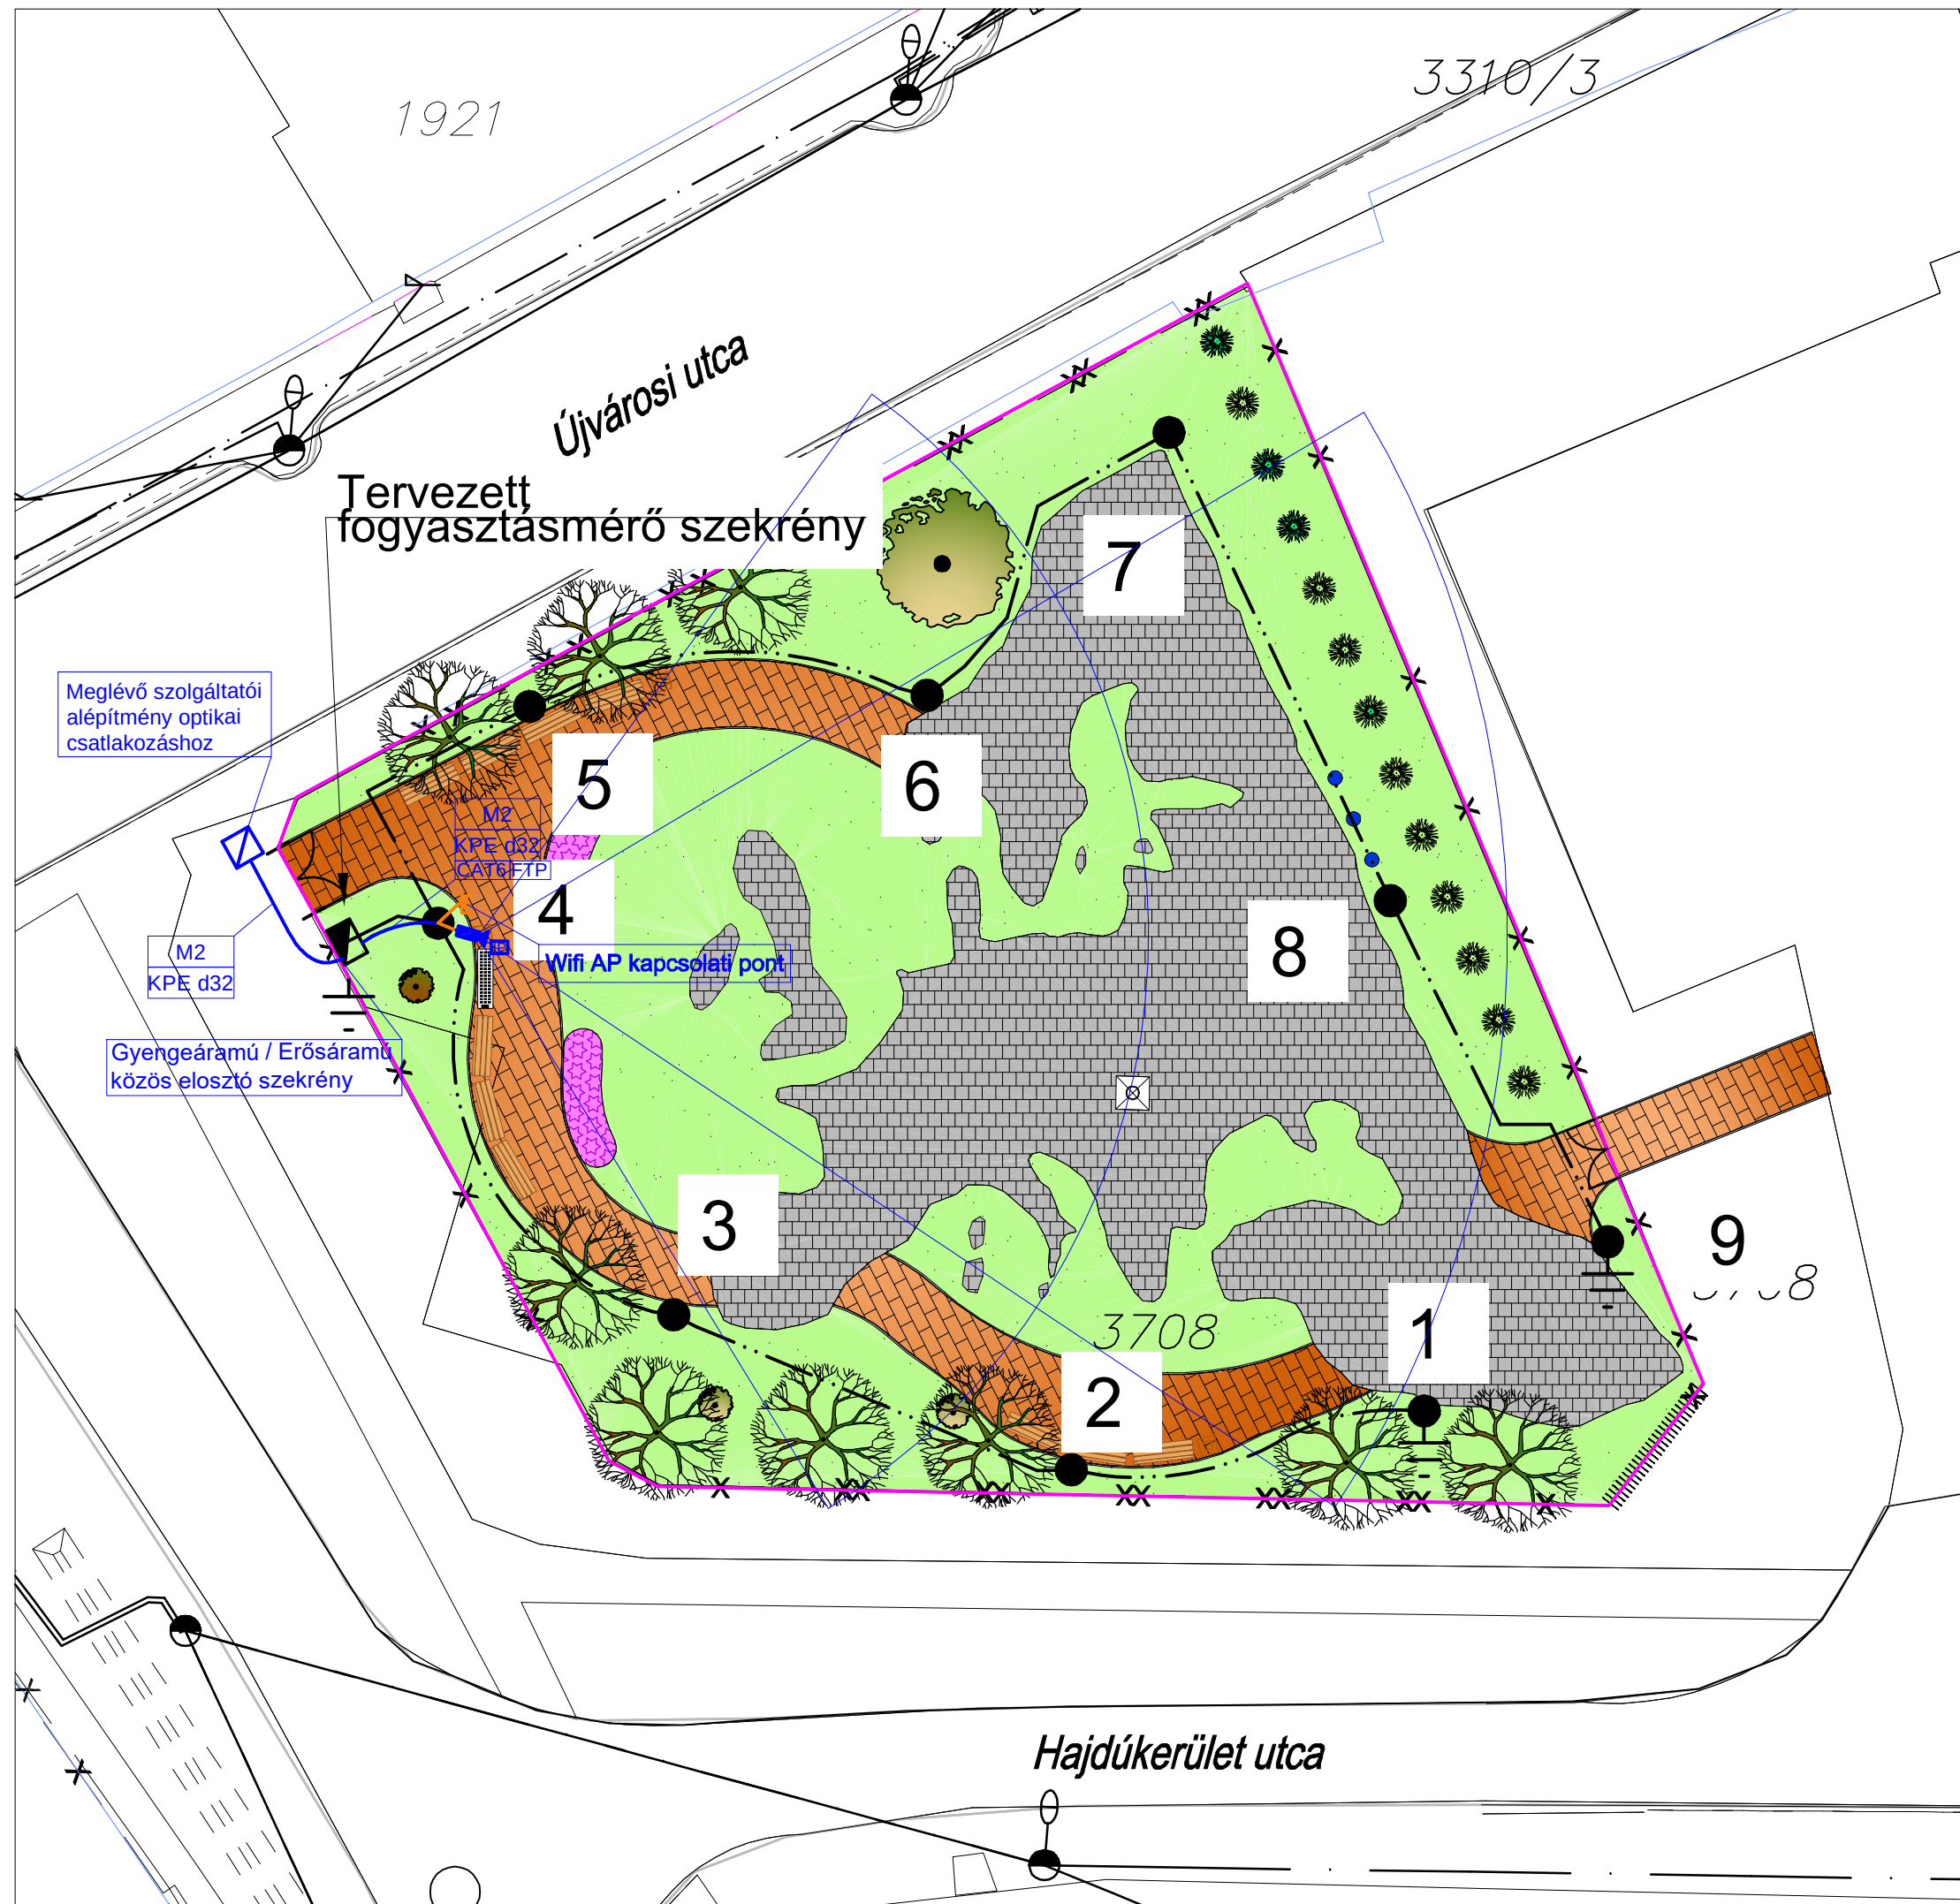 1921
3310/3
Újvárosi utca
Tervezett
fogyasztásmérő szekrény
7
Meglévő szolgáltatói
alépítmény optikai
csatlakozáshoz
5
6
M2
KPE d32
CAT6 FTP
4
8
M2
KPE d32
Wifi AP kapcsolati pont
Gyengeáramú / Erősáramú
közös elosztó szekrény
3
9
3708
1
2
Hajdúkerület utca